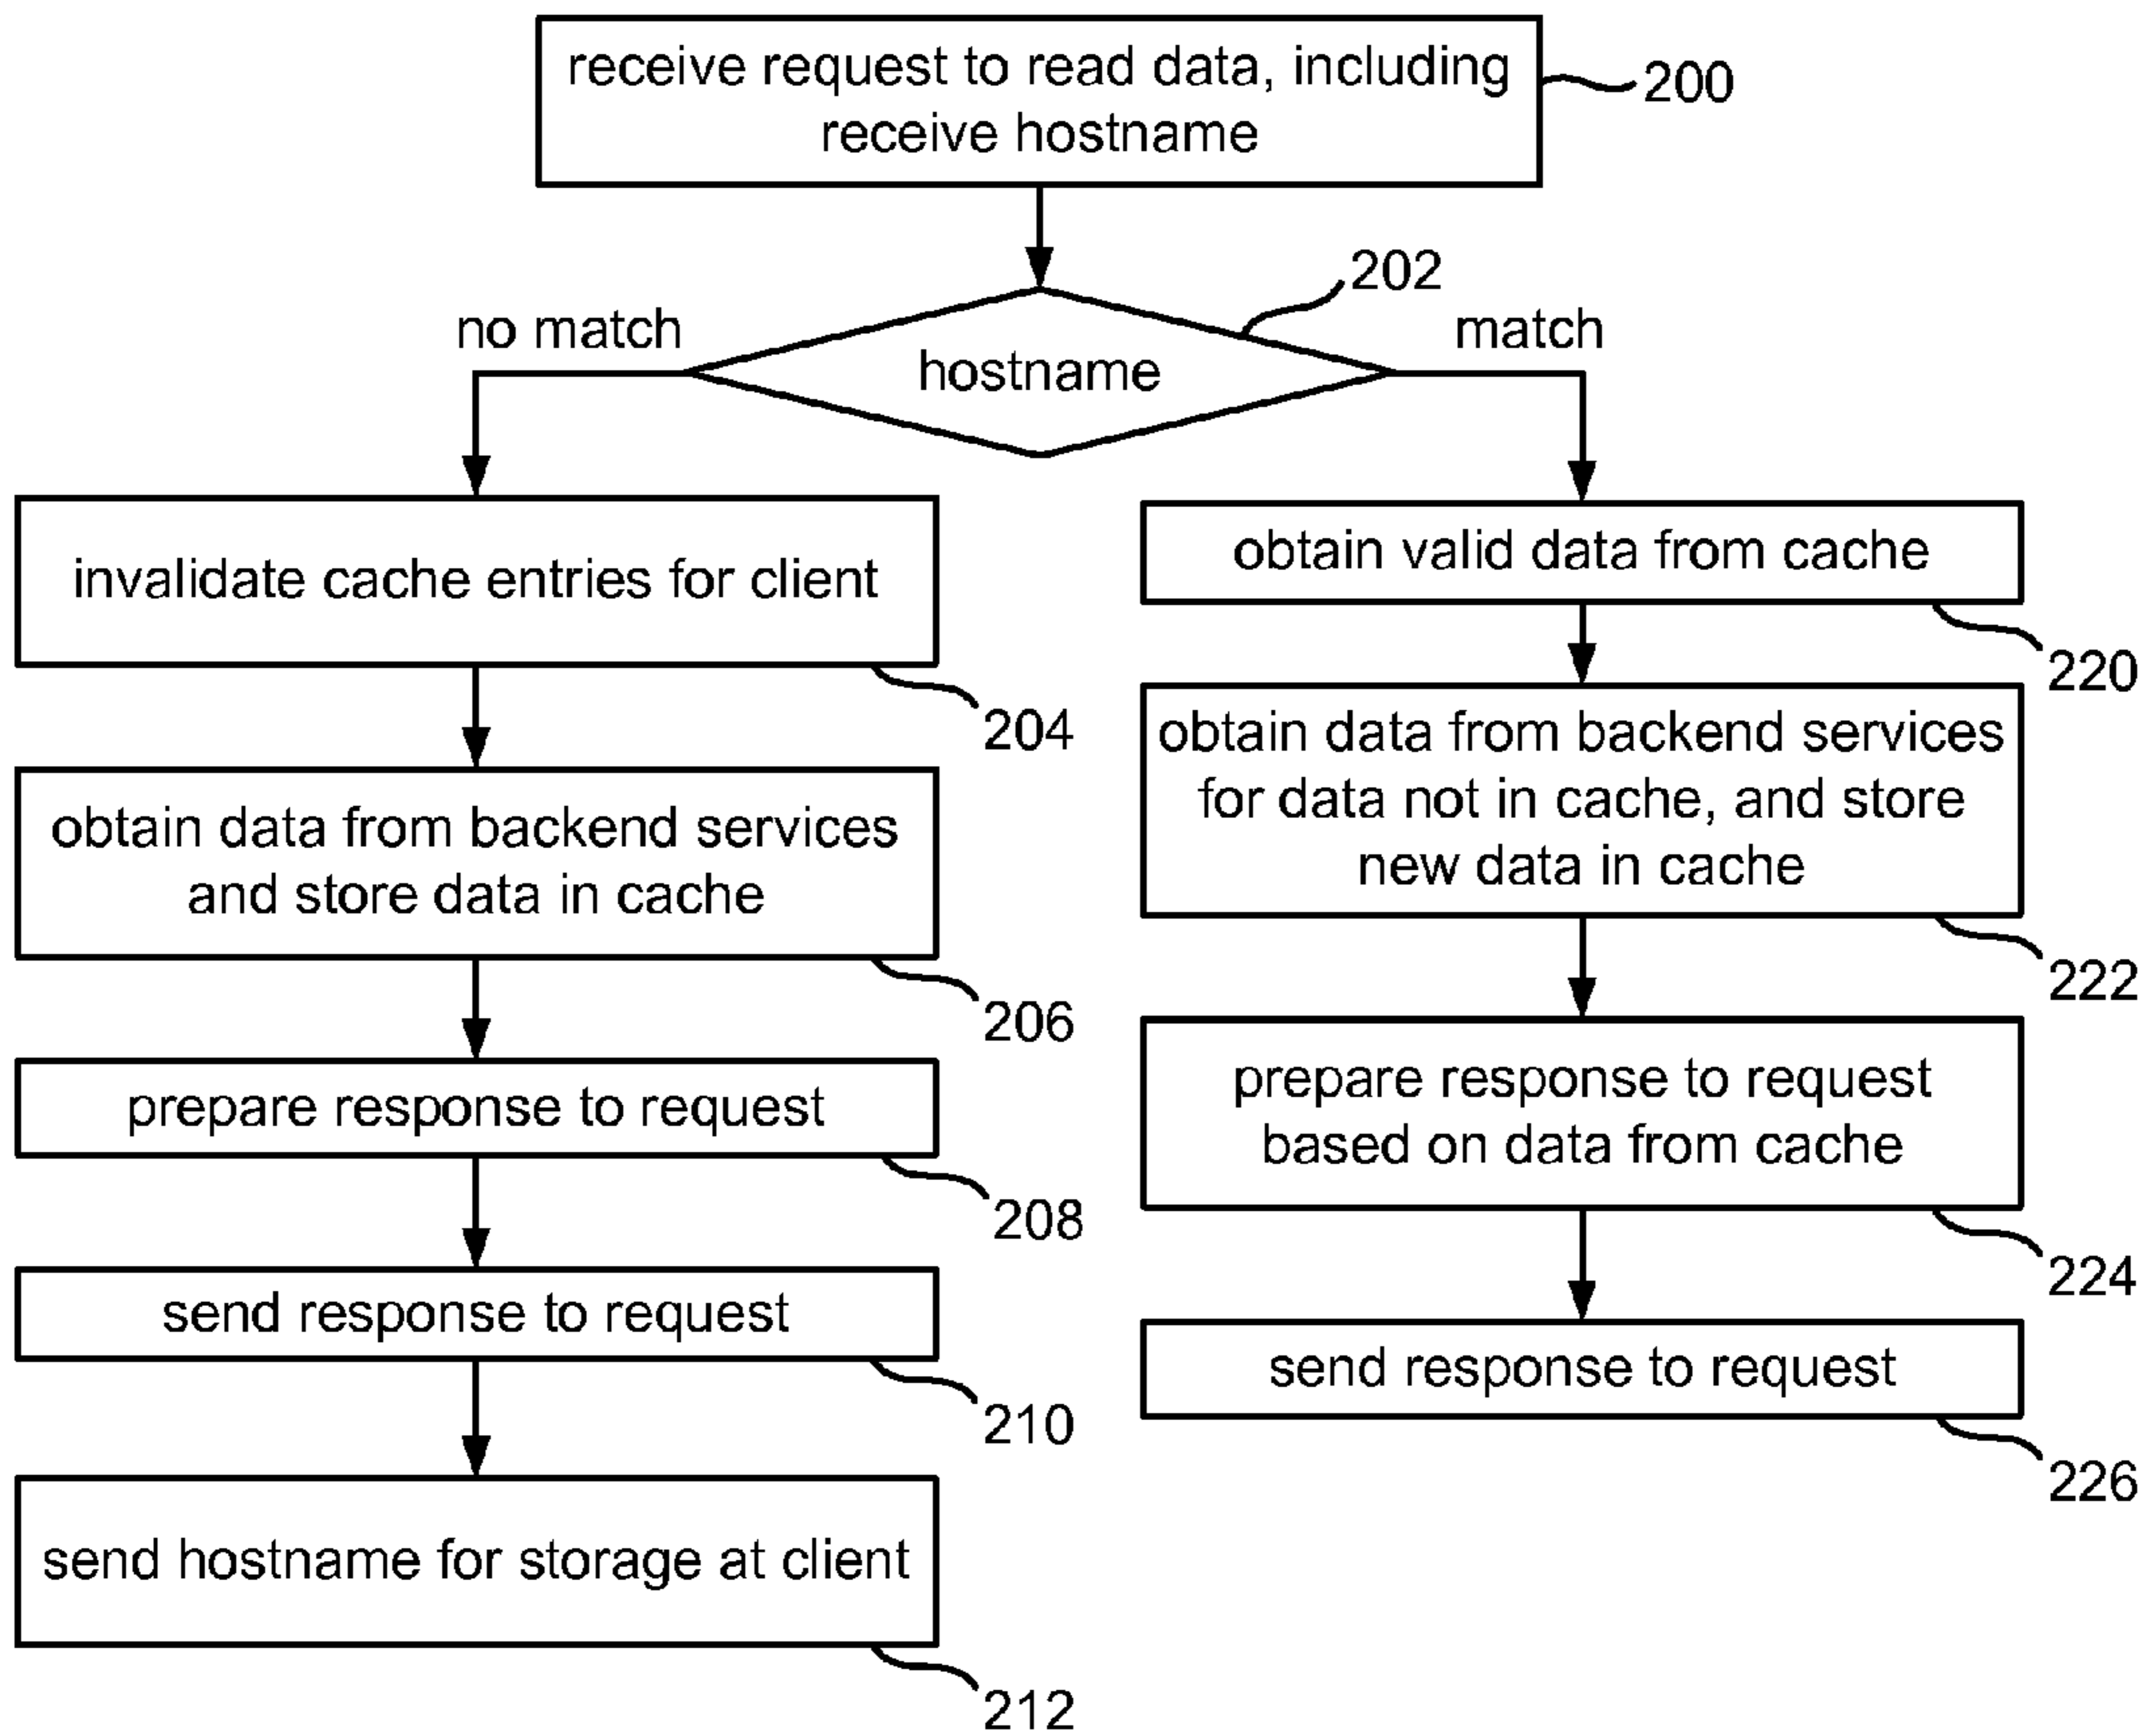 receive request to read data, including
receive hostname
200
202
no match
hostname
match
invalidate cache entries for client
204
obtain data from backend services
and store data in cache
206
prepare response to request
208
send response to request
210
send hostname for storage at client
212
obtain valid data from cache
220
obtain data from backend services
for data not in cache, and store
new data in cache
222
prepare response to request
based on data from cache
224
send response to request
226